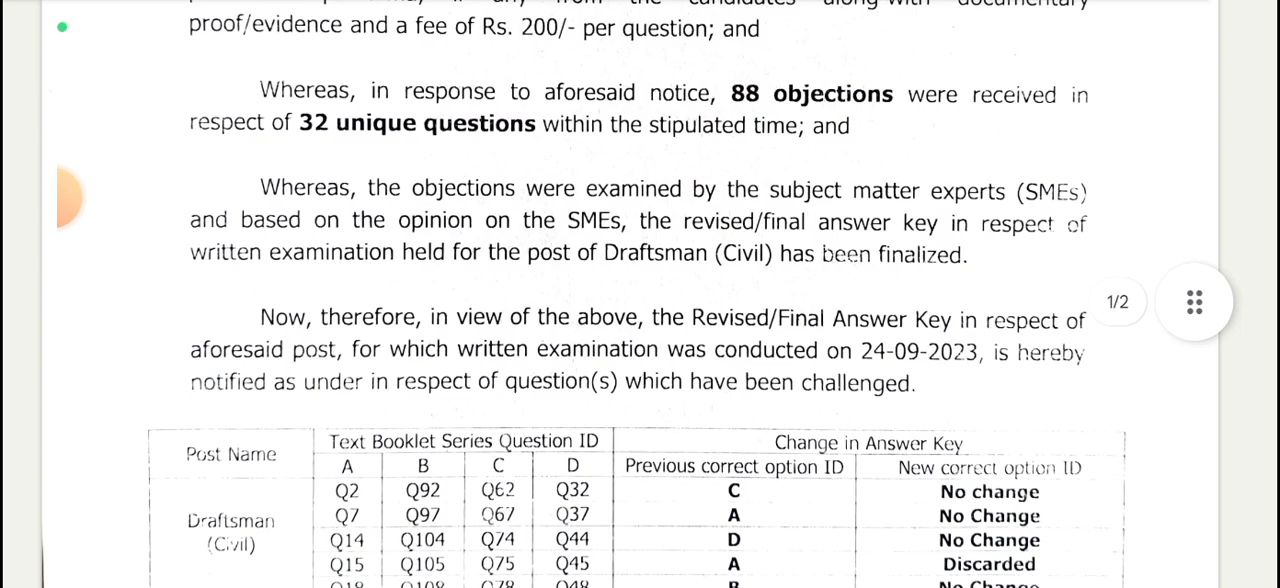 proof/evidence and a fee of Rs. 200/- per question; and
Whereas, in response to aforesaid notice, 88 objections were received in
respect of 32 unique questions within the stipulated time; and
Whereas, the objections were examined by the subject matter experts (SMEs)
and based on the opinion on the SMEs, the revised/final answer key in respect of
written examination held for the post of Draftsman (Civil) has been finalized.
1/2
Now, therefore, in view of the above, the Revised/Final Answer Key in respect of
aforesaid post, for which written examination was conducted on 24-09-2023, is hereby
notified as under in respect of question(s) which have been challenged.
Post Name Text Booklet Series Question ID Change in Answer Key
A B C D Previous correct option ID New correct option ID
Draftsman (Civil) Q2 Q92 Q62 Q32 C No change
Q7 Q97 Q67 Q37 A No Change
Q14 Q104 Q74 Q44 D No Change
Q15 Q105 Q75 Q45 A Discarded